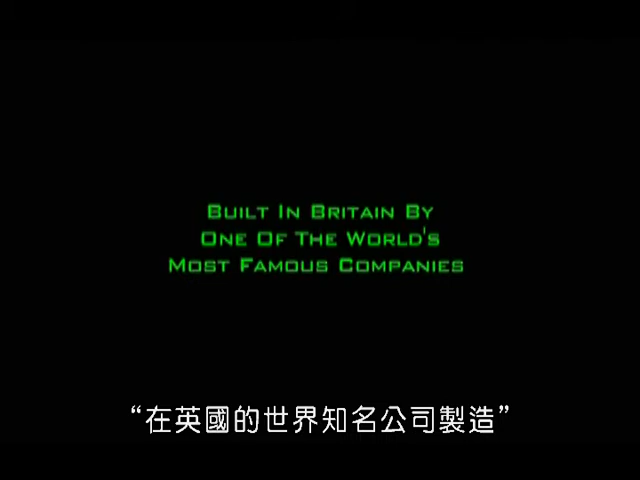 Built In Britain By
One Of The World's
Most Famous Companies
“在英國的世界知名公司製造”